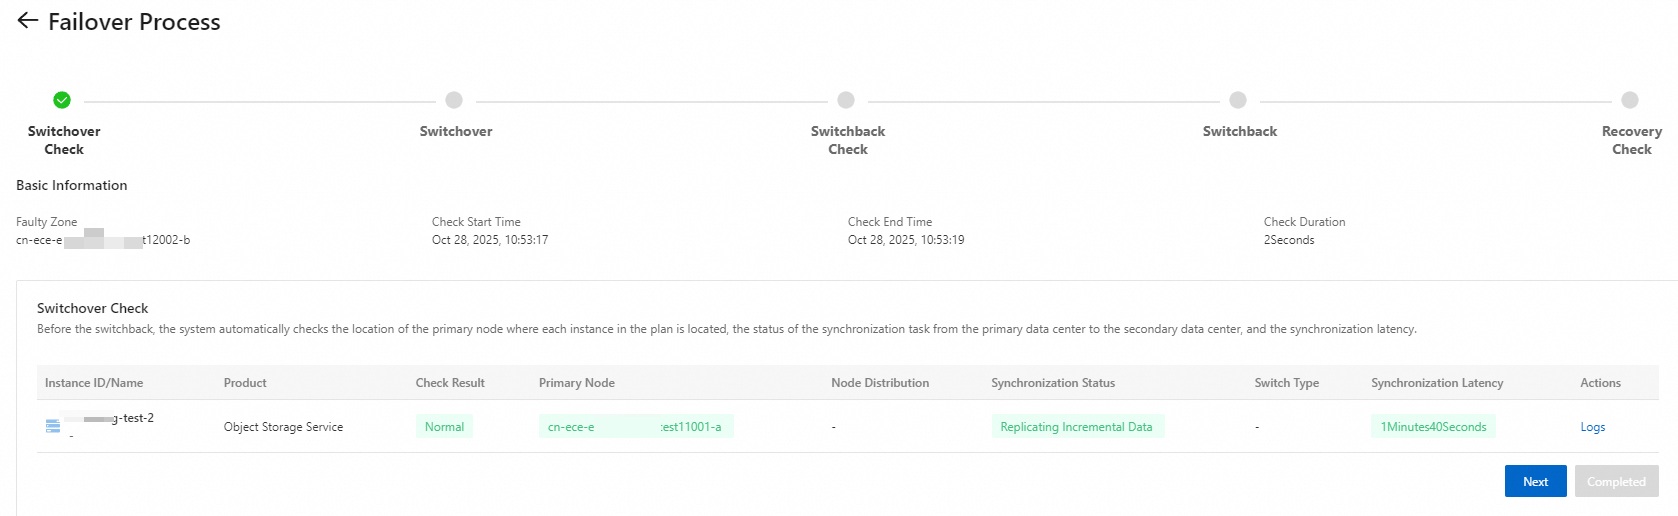 Failover Process
Switchover Check
Switchover
Switchback Check
Switchback
Recovery Check
Basic Information
Faulty Zone
cn-ece-e t12002-b
Check Start Time
Oct 28, 2025, 10:53:17
Check End Time
Oct 28, 2025, 10:53:19
Check Duration
2Seconds
Switchover Check
Before the switchback, the system automatically checks the location of the primary node where each instance in the plan is located, the status of the synchronization task from the primary data center to the secondary data center, and the synchronization latency.
Instance ID/Name Product Check Result Primary Node Node Distribution Synchronization Status Switch Type Synchronization Latency Actions
g-test-2 Object Storage Service Normal cn-ece-e :est11001-a - Replicating Incremental Data - 1Minutes40Seconds Logs
-
Next Completed